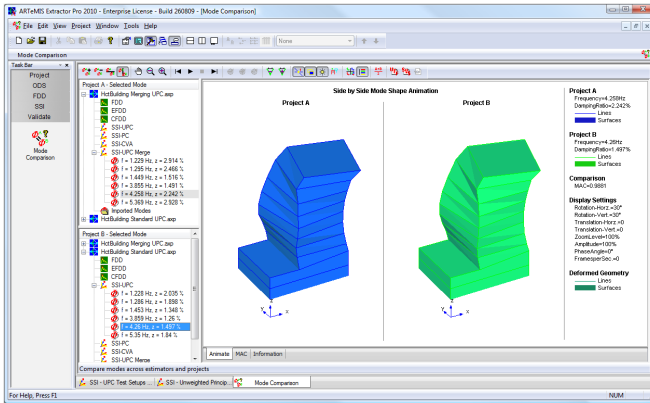 ARTeMIS Extractor Pro 2010 - Enterprise License - Build 260809 - [Mode Comparison]
File Edit View Project Window Tools Help
None
Mode Comparison
Task Bar
Project
ODS
FDD
SSI
Validate
Mode
Comparison
Project A - Selected Mode
HctBuilding Merging UPC.axp
FDD
EFDD
CFDD
SSI-UPC
SSI-PC
SSI-CVA
SSI-UPC Merge
f = 1.229 Hz, z = 2.914 %
f = 1.295 Hz, z = 2.466 %
f = 1.449 Hz, z = 1.516 %
f = 3.855 Hz, z = 1.491 %
f = 4.258 Hz, z = 2.242 %
f = 5.369 Hz, z = 2.928 %
Imported Modes
HctBuilding Standard UPC.axp
Project B - Selected Mode
HctBuilding Merging UPC.axp
HctBuilding Standard UPC.axp
FDD
EFDD
CFDD
SSI-UPC
f = 1.228 Hz, z = 2.035 %
f = 1.286 Hz, z = 1.898 %
f = 1.453 Hz, z = 1.348 %
f = 3.859 Hz, z = 1.26 %
f = 4.26 Hz, z = 1.497 %
f = 5.35 Hz, z = 1.84 %
SSI-PC
SSI-CVA
SSI-UPC Merge
Side by Side Mode Shape Animation
Project A
Project B
Z
Y
X
Z
Y
X
Project A
Frequency=4.258Hz
DampingRatio=2.242%
Lines
Surfaces
Project B
Frequency=4.26Hz
DampingRatio=1.497%
Lines
Surfaces
Comparison
MAC=0.9881
Display Settings
Rotation-Horz.=30°
Rotation-Vert.=30°
Translation-Horz.=0
Translation-Vert.=0
ZoomLevel=100%
Amplitude=100%
PhaseAngle=0°
FramesperSec.=0
Deformed Geometry
Lines
Surfaces
Animate MAC Information
Compare modes across estimators and projects
SSI - UPC Test Setups ... SSI - Unweighted Princip... Mode Comparison
For Help, Press F1
NUM